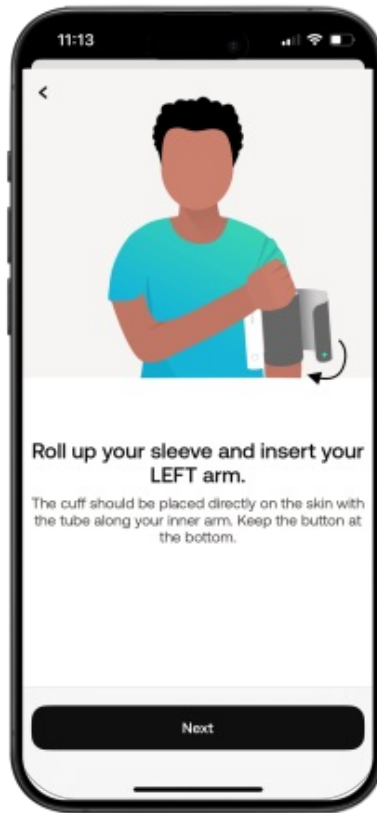 11:13
Roll up your sleeve and insert your
LEFT arm.
The cuff should be placed directly on the skin with
the tube along your inner arm. Keep the button at
the bottom.
Next